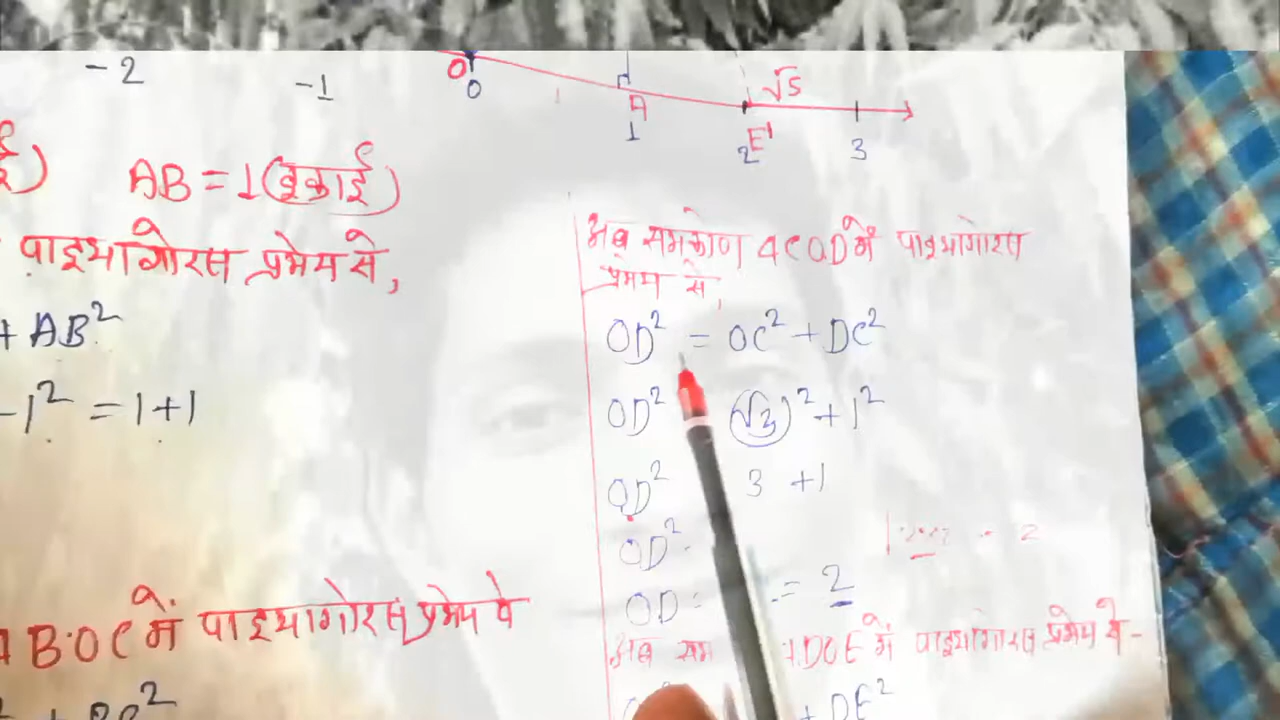 -2 -1 0 0 A 1 E' 2 √5 3
AB = 1 (इकाई)
पाइथागोरस प्रमेय से,
+ AB²
1² = 1+1
BOC में पाइथागोरस प्रमेय से
अब समकोण ΔCOD में पाइथागोरस
प्रमेय से,
OD² = OC² + DC²
OD² (√3)² + 1²
OD² 3 +1
OD²
OD = 2
अब सम DOE में पाइथागोरस प्रमेय से-
+ DE²